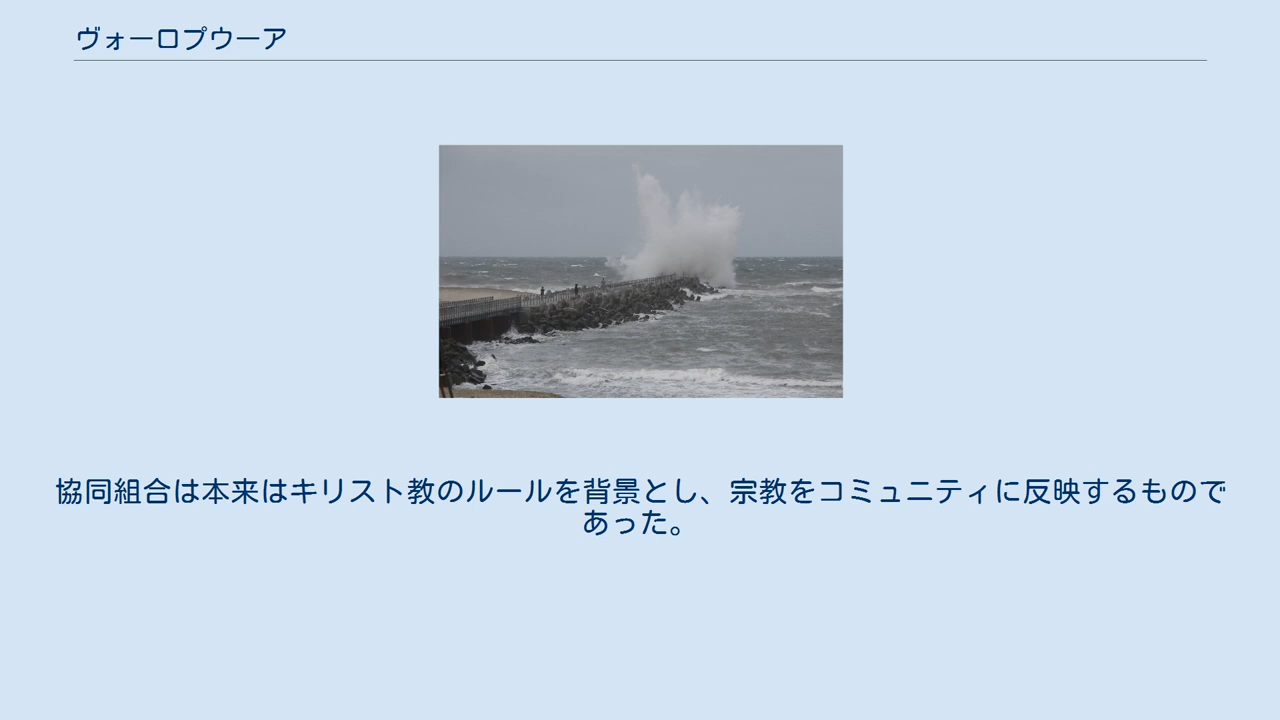 ヴォーロプウーア
協同組合は本来はキリスト教のルールを背景とし、宗教をコミュニティに反映するもので
あった。